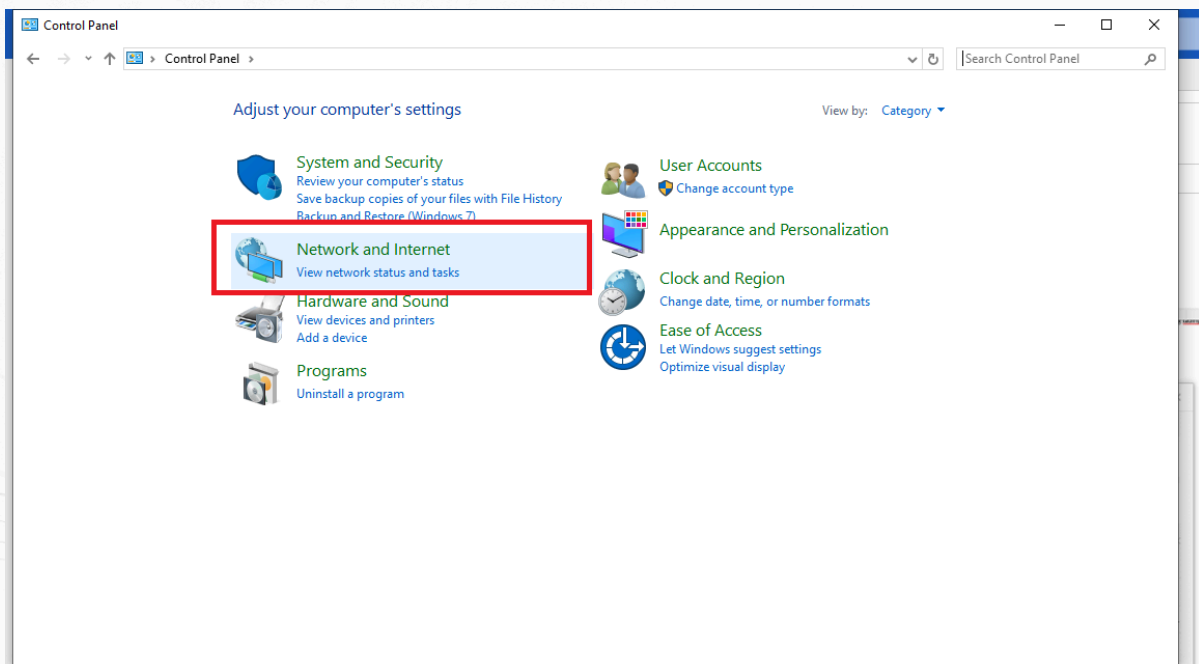 Control Panel
Control Panel
Search Control Panel
Adjust your computer's settings
View by: Category
System and Security
Review your computer's status
Save backup copies of your files with File History
Backup and Restore (Windows 7)
Network and Internet
View network status and tasks
Hardware and Sound
View devices and printers
Add a device
Programs
Uninstall a program
User Accounts
Change account type
Appearance and Personalization
Clock and Region
Change date, time, or number formats
Ease of Access
Let Windows suggest settings
Optimize visual display